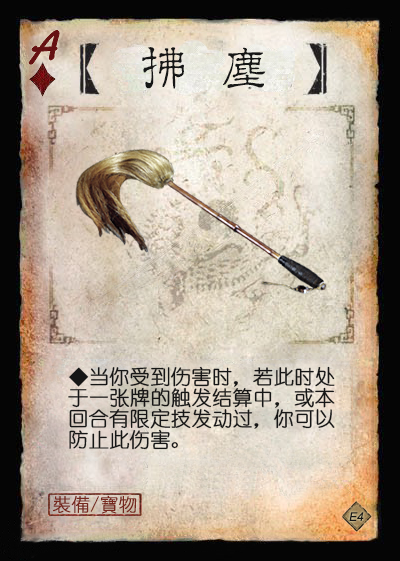 A
拂塵
◆当你受到伤害时，若此时处
于一张牌的触发结算中，或本
回合有限定技发动过，你可以
防止此伤害。
裝備/寶物
E4